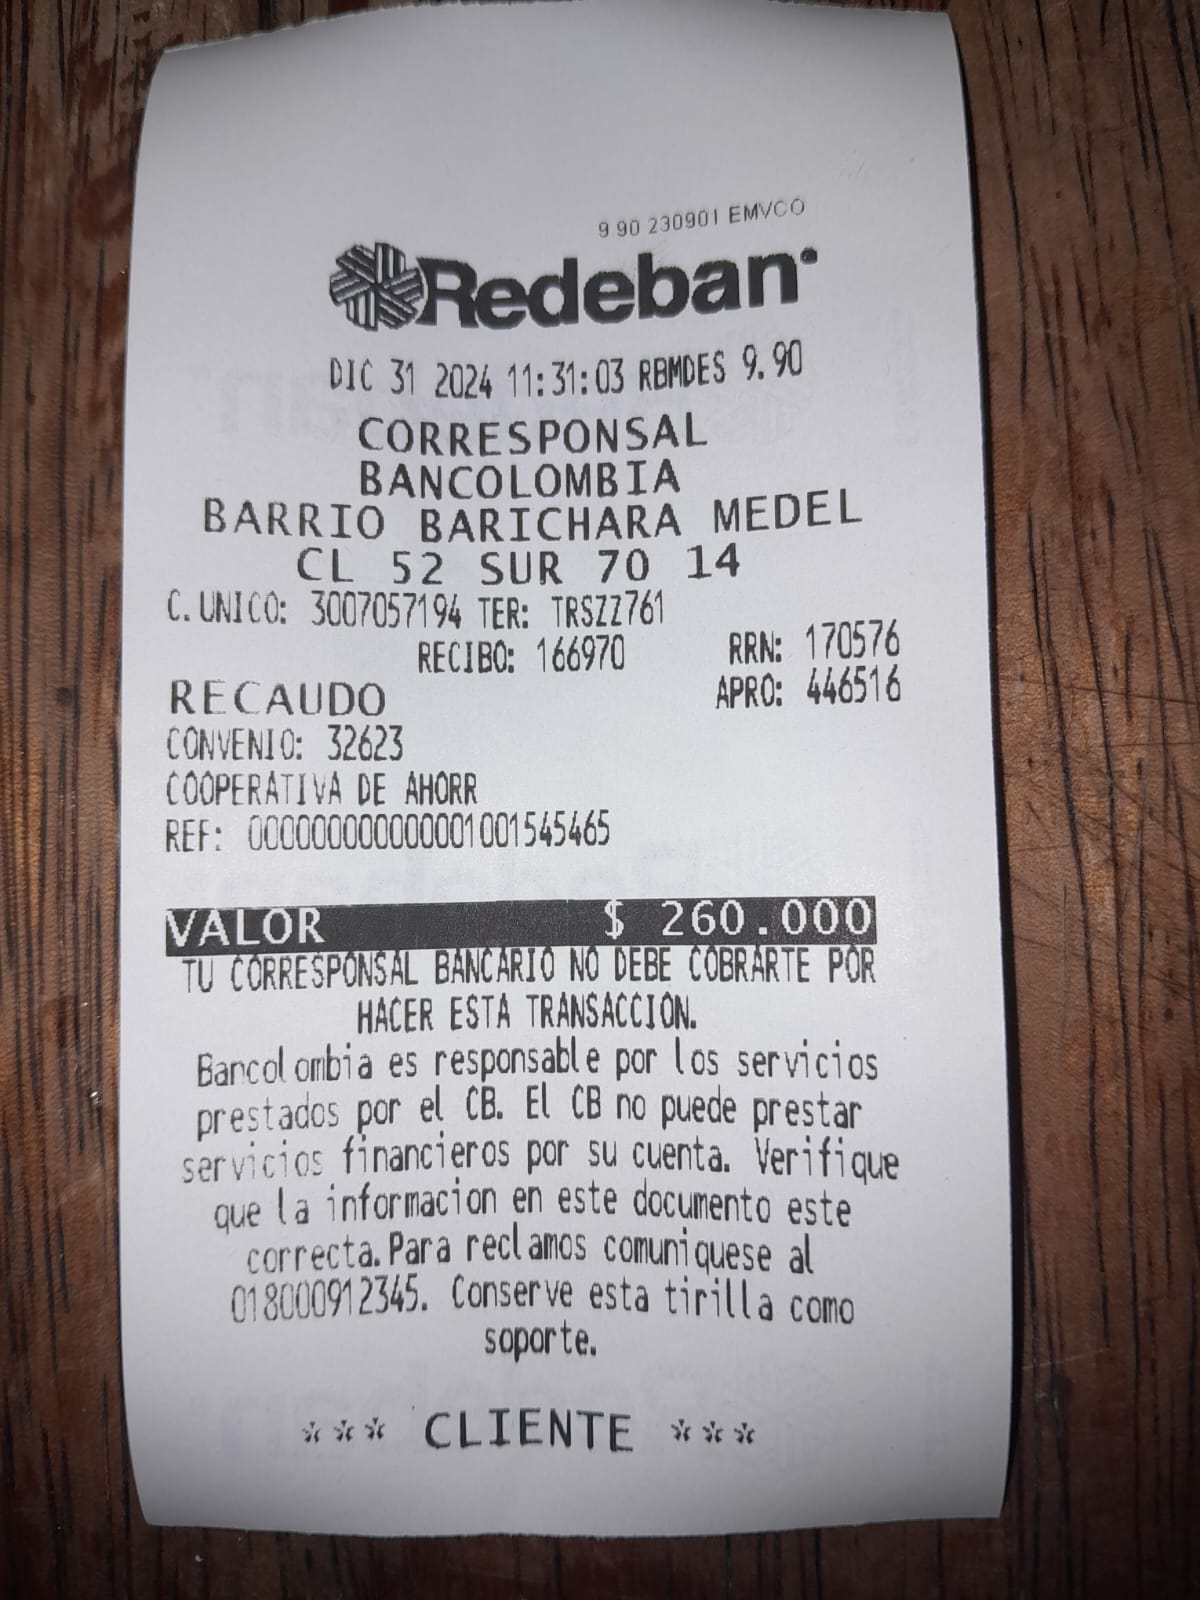 9 90 230901 EMVCO
Redeban
DIC 31 2024 11:31:03 RBMDES 9.90
CORRESPONSAL
BANCOLOMBIA
BARRIO BARICHARA MEDEL
CL 52 SUR 70 14
C. UNICO: 3007057194 TER: TRSZZ761
RECIBO: 166970 RRN: 170576
RECAUDO APRO: 446516
CONVENIO: 32623
COOPERATIVA DE AHORR
REF: 000000000000001001545465
VALOR $ 260.000
TU CORRESPONSAL BANCARIO NO DEBE COBRARTE POR
HACER ESTA TRANSACCION.
Bancolombia es responsable por los servicios
prestados por el CB. El CB no puede prestar
servicios financieros por su cuenta. Verifique
que la informacion en este documento este
correcta. Para reclamos comuniquese al
018000912345. Conserve esta tirilla como
soporte.
*** CLIENTE ***